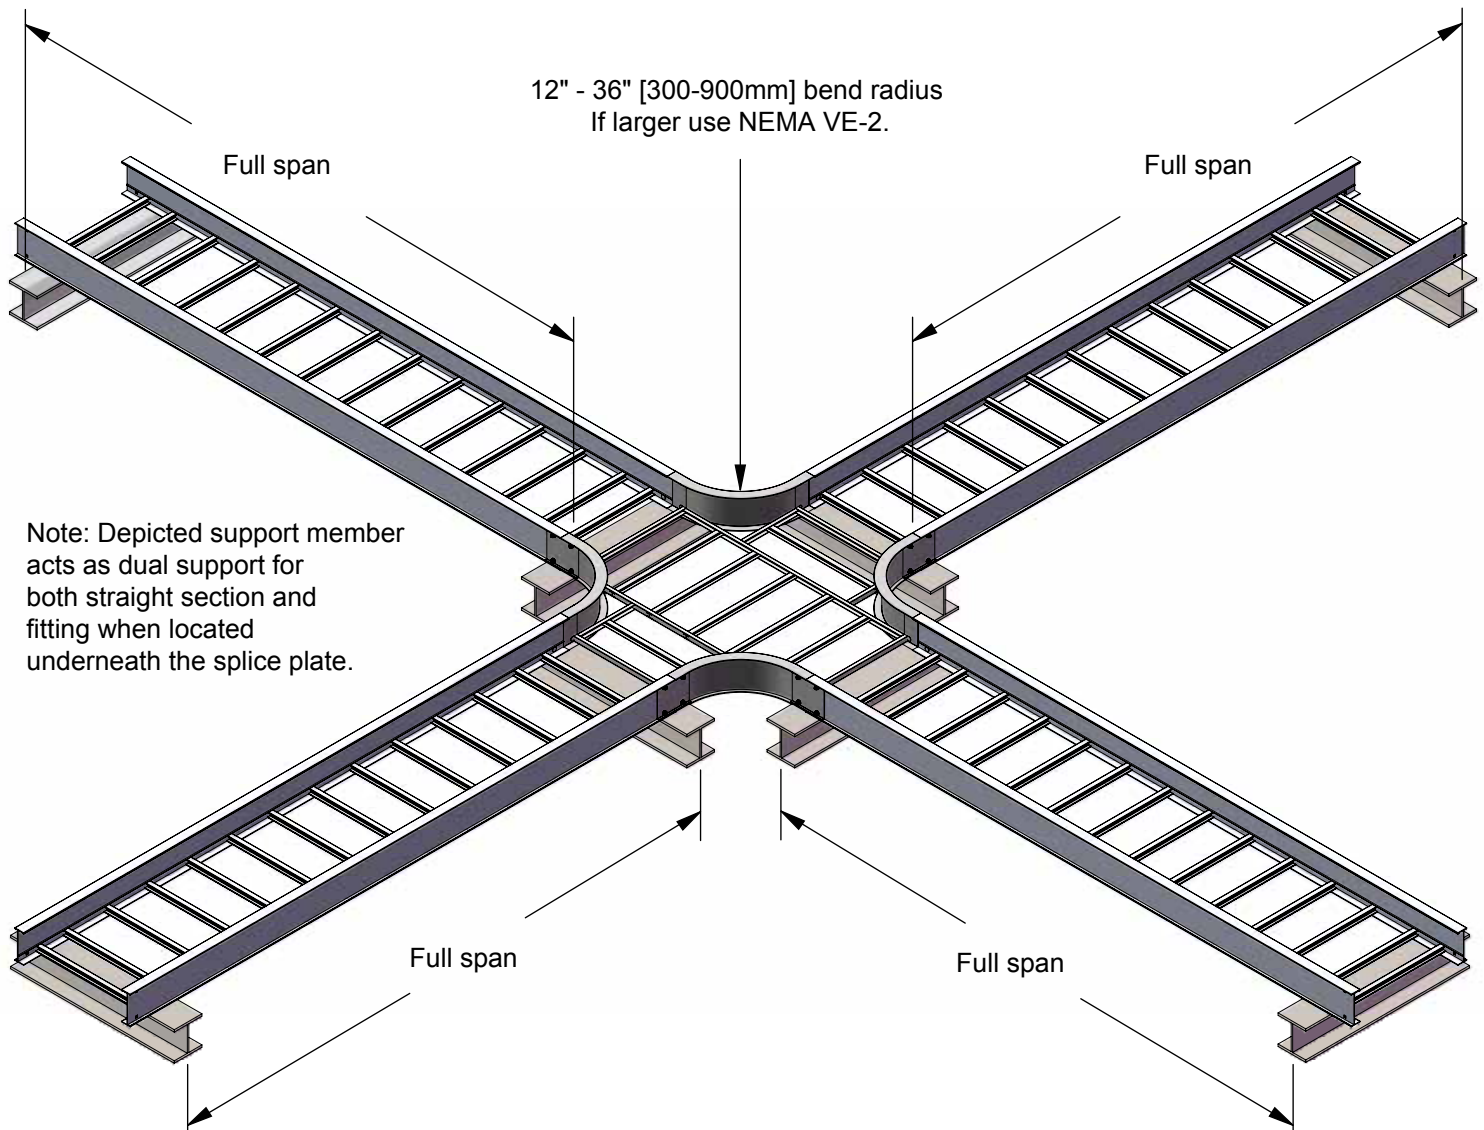 12" - 36" [300-900mm] bend radius
If larger use NEMA VE-2.
Full span
Full span
Note: Depicted support member
acts as dual support for
both straight section and
fitting when located
underneath the splice plate.
Full span
Full span